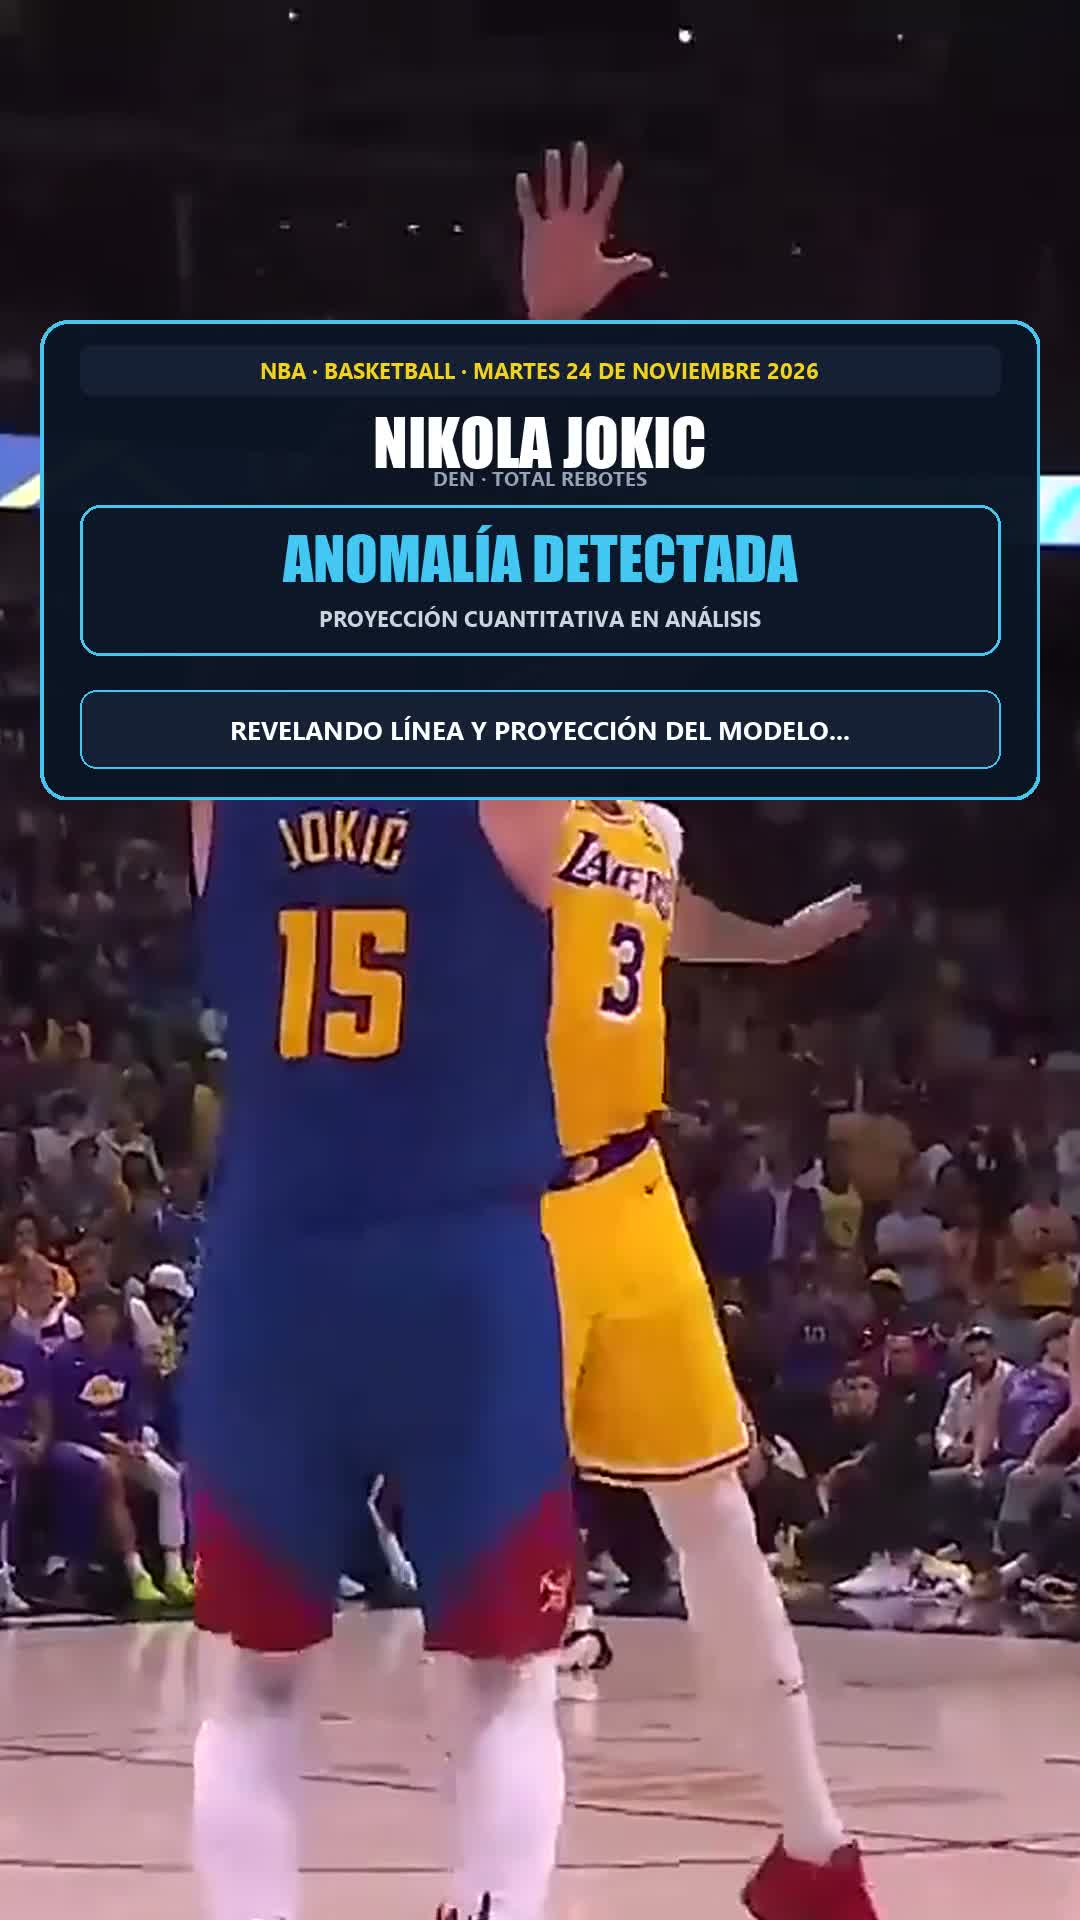 NBA · BASKETBALL · MARTES 24 DE NOVIEMBRE 2026
NIKOLA JOKIC
DEN · TOTAL REBOTES
ANOMALÍA DETECTADA
PROYECCIÓN CUANTITATIVA EN ANÁLISIS
REVELANDO LÍNEA Y PROYECCIÓN DEL MODELO...
JOKIĆ
15
LAKERS
3
10